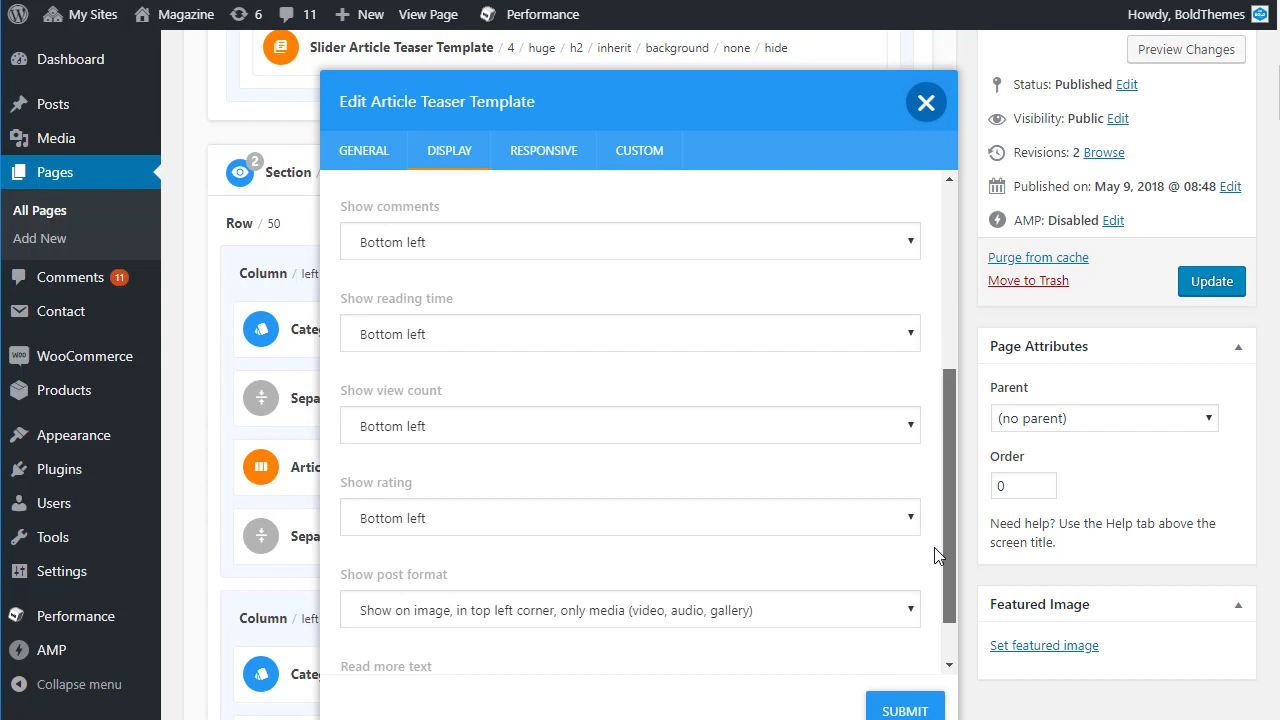 My Sites
Magazine
6
11
New
View Page
Performance
Howdy, BoldThemes
Dashboard
Posts
Media
Pages
All Pages
Add New
Comments 11
Contact
WOO
WooCommerce
Products
Appearance
Plugins
Users
Tools
Settings
Performance
AMP
Collapse menu
Slider Article Teaser Template / 4 / huge / h2 / inherit / background / none / hide
2
Section /
Row / 50
Column / left
Categ
Sepa
Artic
Sepa
Column / left
Categ
Edit Article Teaser Template
GENERAL
DISPLAY
RESPONSIVE
CUSTOM
Show comments
Bottom left
Show reading time
Bottom left
Show view count
Bottom left
Show rating
Bottom left
Show post format
Show on image, in top left corner, only media (video, audio, gallery)
Read more text
SUBMIT
Preview Changes
Status: Published Edit
Visibility: Public Edit
Revisions: 2 Browse
Published on: May 9, 2018 @ 08:48 Edit
AMP: Disabled Edit
Purge from cache
Move to Trash
Update
Page Attributes
Parent
(no parent)
Order
0
Need help? Use the Help tab above the
screen title.
Featured Image
Set featured image